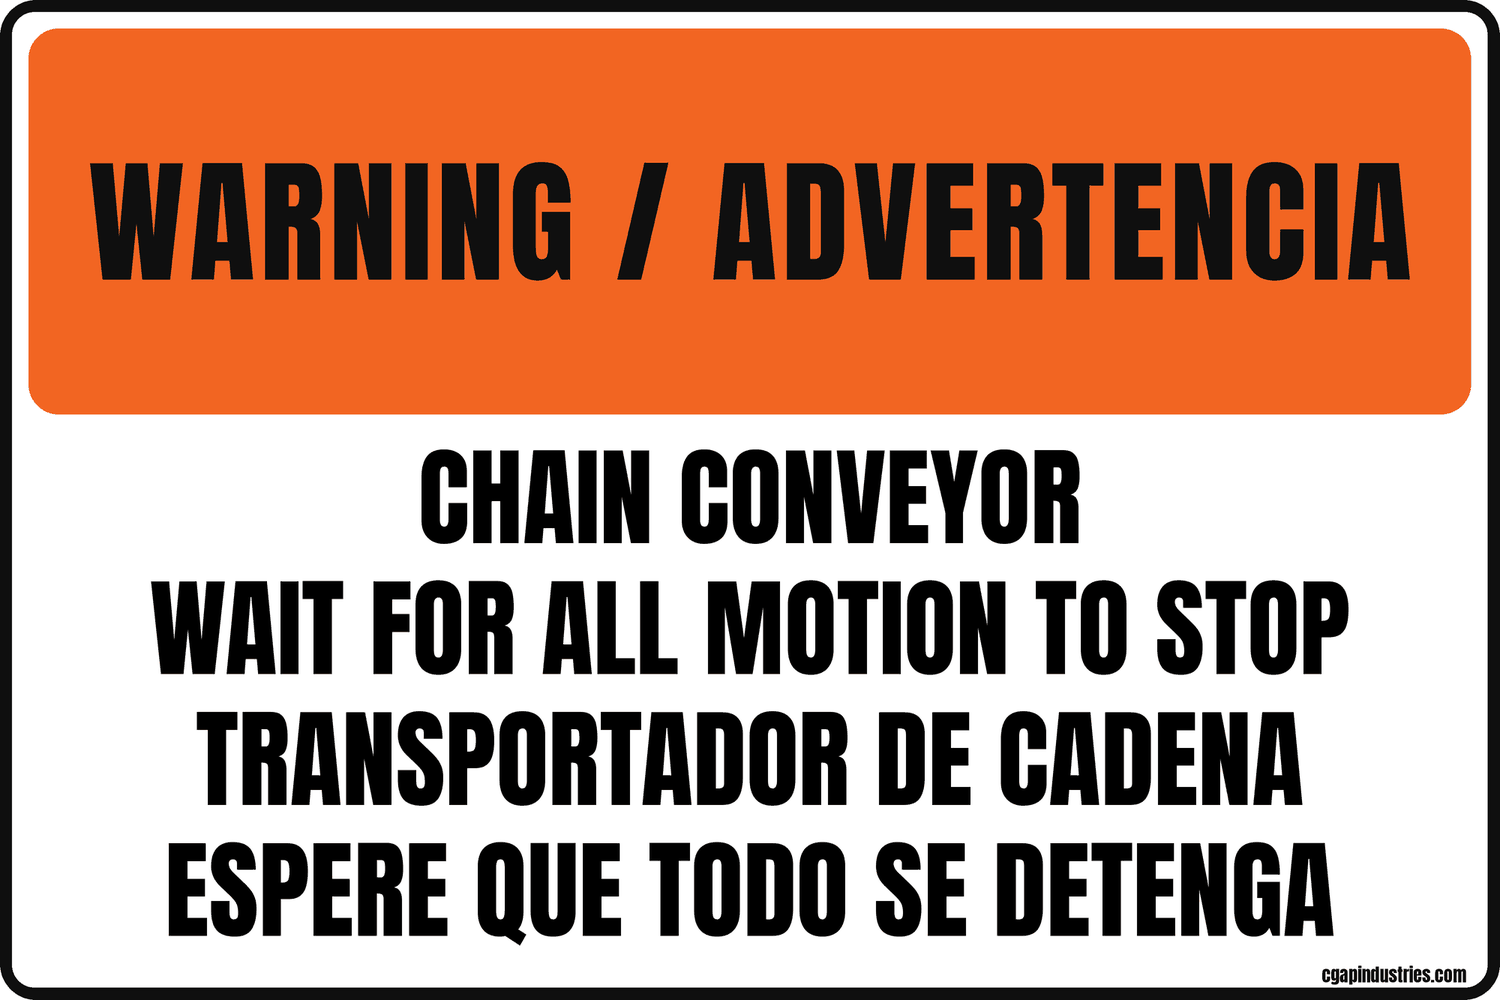 WARNING / ADVERTENCIA
CHAIN CONVEYOR
WAIT FOR ALL MOTION TO STOP
TRANSPORTADOR DE CADENA
ESPERE QUE TODO SE DETENGA
cgapindustries.com